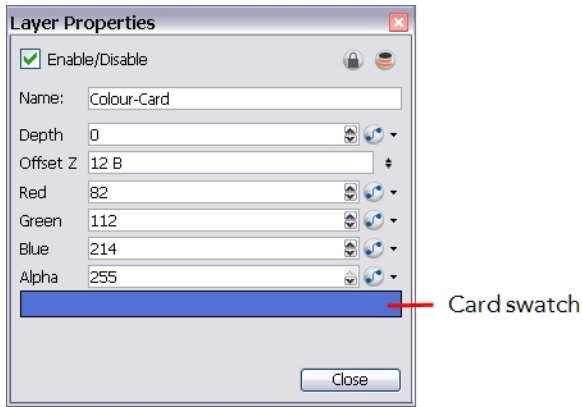 Layer Properties
Enable/Disable
Name: Colour-Card
Depth 0
Offset Z 12 B
Red 82
Green 112
Blue 214
Alpha 255
Card swatch
Close